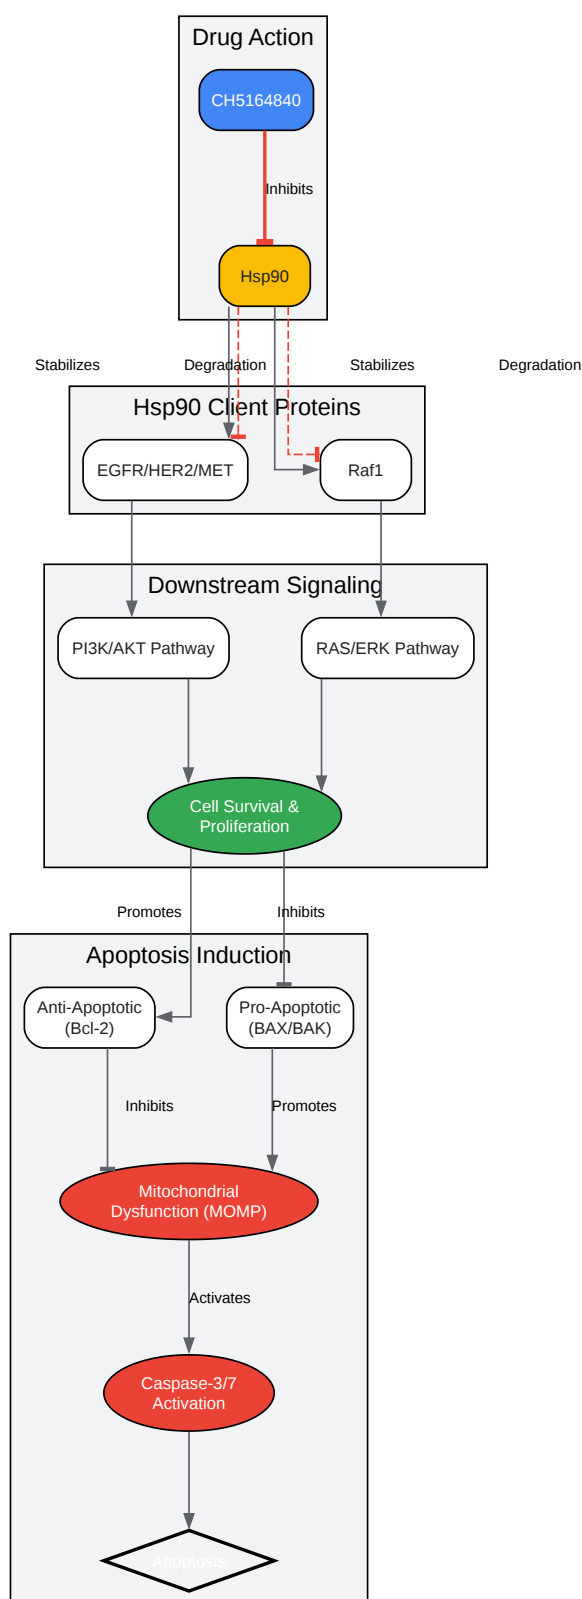 Drug Action
CH5164840
Inhibits
Hsp90
Stabilizes
Degradation
Stabilizes
Degradation
Hsp90 Client Proteins
EGFR/HER2/MET
Raf1
Downstream Signaling
PI3K/AKT Pathway
RAS/ERK Pathway
Cell Survival &
Proliferation
Promotes
Inhibits
Apoptosis Induction
Anti-Apoptotic
(Bcl-2)
Pro-Apoptotic
(BAX/BAK)
Inhibits
Promotes
Mitochondrial
Dysfunction (MOMP)
Activates
Caspase-3/7
Activation
Apoptosis